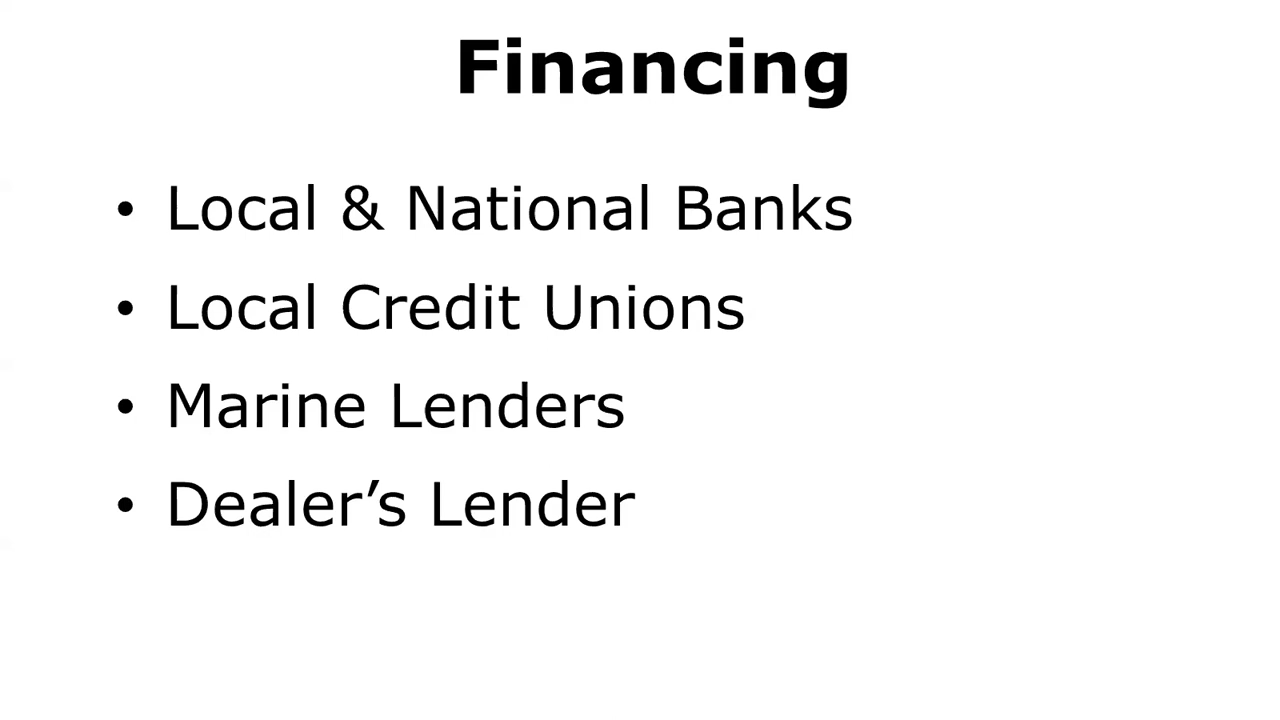 Financing
• Local & National Banks
• Local Credit Unions
• Marine Lenders
• Dealer’s Lender